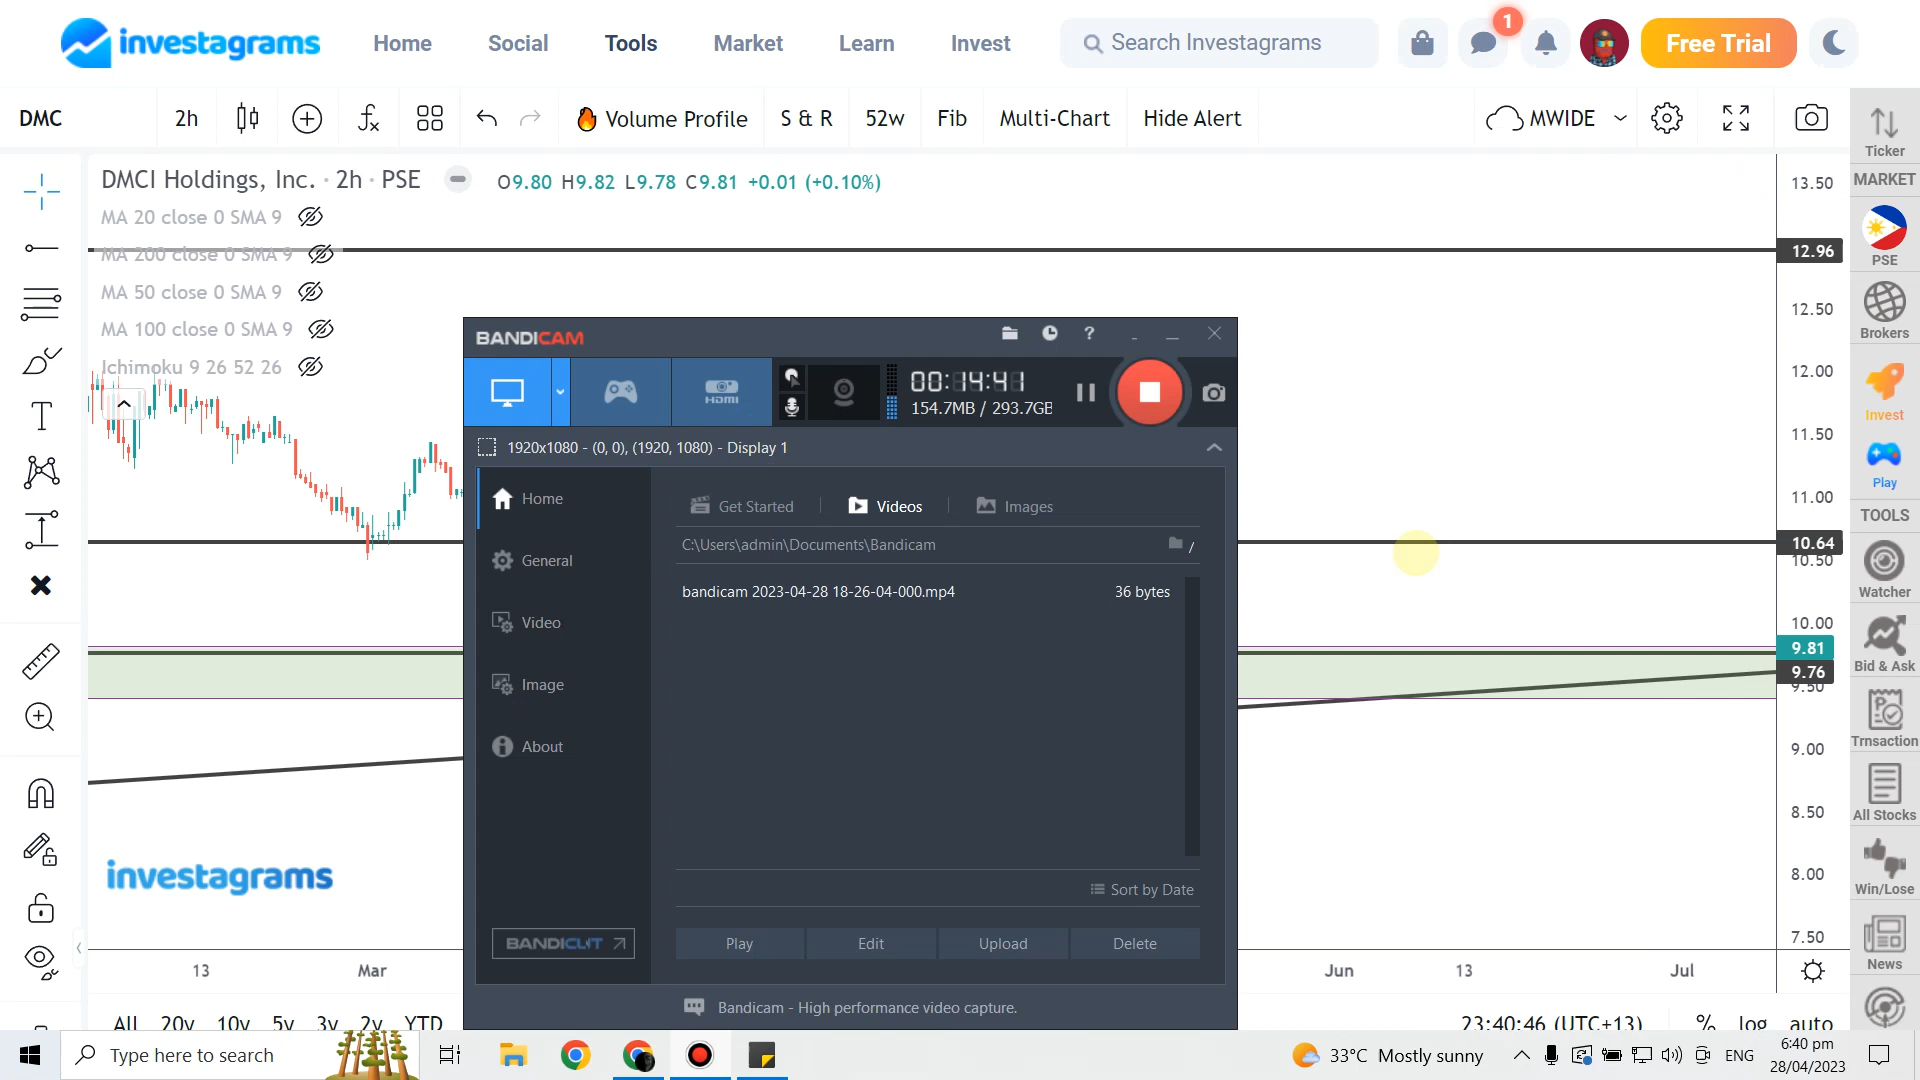 investagrams Home Social Tools Market Learn Invest Search Investagrams 1 Free Trial
DMC 2h Volume Profile S & R 52w Fib Multi-Chart Hide Alert MWIDE
DMCI Holdings, Inc. · 2h · PSE O9.80 H9.82 L9.78 C9.81 +0.01 (+0.10%)
MA 20 close 0 SMA 9
MA 200 close 0 SMA 9
MA 50 close 0 SMA 9
MA 100 close 0 SMA 9
Ichimoku 9 26 52 26
13.50
12.96
12.50
12.00
11.50
11.00
10.64
10.50
10.00
9.81
9.76
9.50
9.00
8.50
8.00
7.50
BANDICAM
?
HDMI
00:14:41
154.7MB / 293.7GB
1920x1080 - (0, 0), (1920, 1080) - Display 1
Home
General
Video
Image
About
BANDICUT
Get Started Videos Images
C:\Users\admin\Documents\Bandicam /
bandicam 2023-04-28 18-26-04-000.mp4 36 bytes
Sort by Date
Play Edit Upload Delete
Bandicam - High performance video capture.
investagrams
13 Mar Jun 13 Jul
All 20y 10y 5y 3y 2y YTD 23:40:46 (UTC+13) % log auto
Ticker
MARKET
PSE
Brokers
Invest
Play
TOOLS
Watcher
Bid & Ask
Trnsaction
All Stocks
Win/Lose
News
Type here to search 33°C Mostly sunny ENG
6:40 pm
28/04/2023